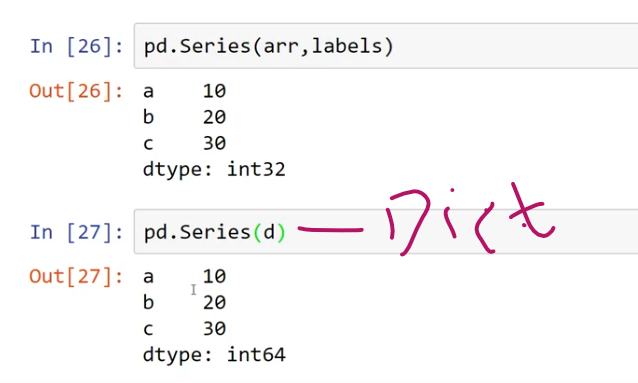 In [26]: pd.Series(arr,labels)
Out[26]: a    10
b    20
c    30
dtype: int32
In [27]: pd.Series(d) — Dict
Out[27]: a    10
b    20
c    30
dtype: int64